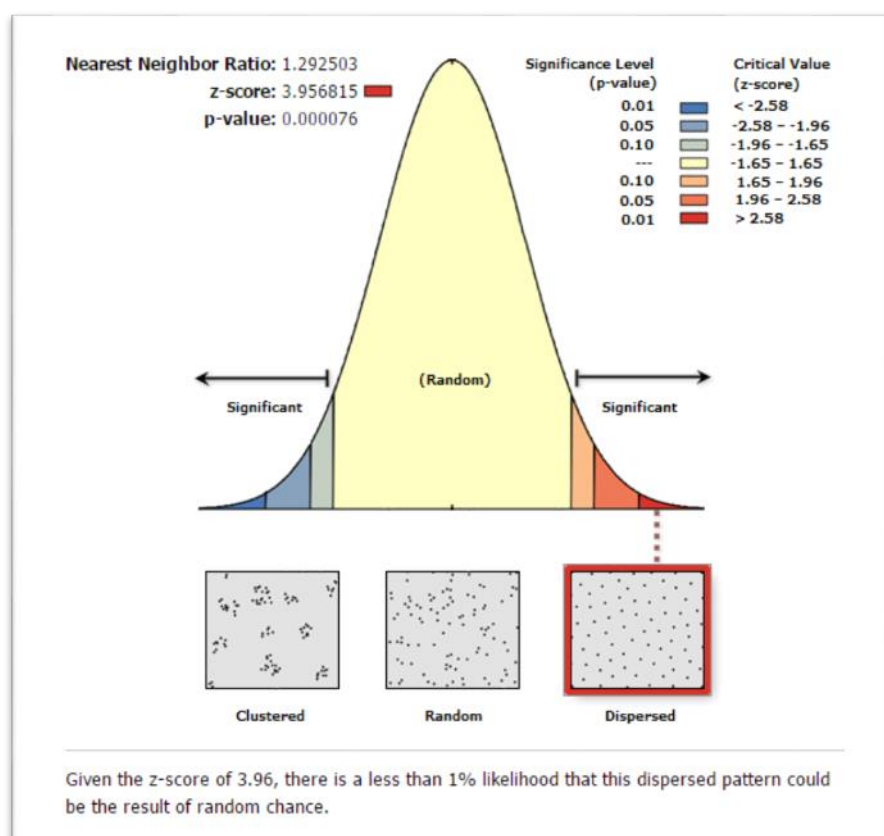 Nearest Neighbor Ratio: 1.292503
z-score: 3.956815
p-value: 0.000076
Significance Level
(p-value)
Critical Value
(z-score)
0.01 < -2.58
0.05 -2.58 – -1.96
0.10 -1.96 – -1.65
--- -1.65 – 1.65
0.10 1.65 – 1.96
0.05 1.96 – 2.58
0.01 > 2.58
(Random)
Significant
Significant
Clustered
Random
Dispersed
Given the z-score of 3.96, there is a less than 1% likelihood that this dispersed pattern could
be the result of random chance.